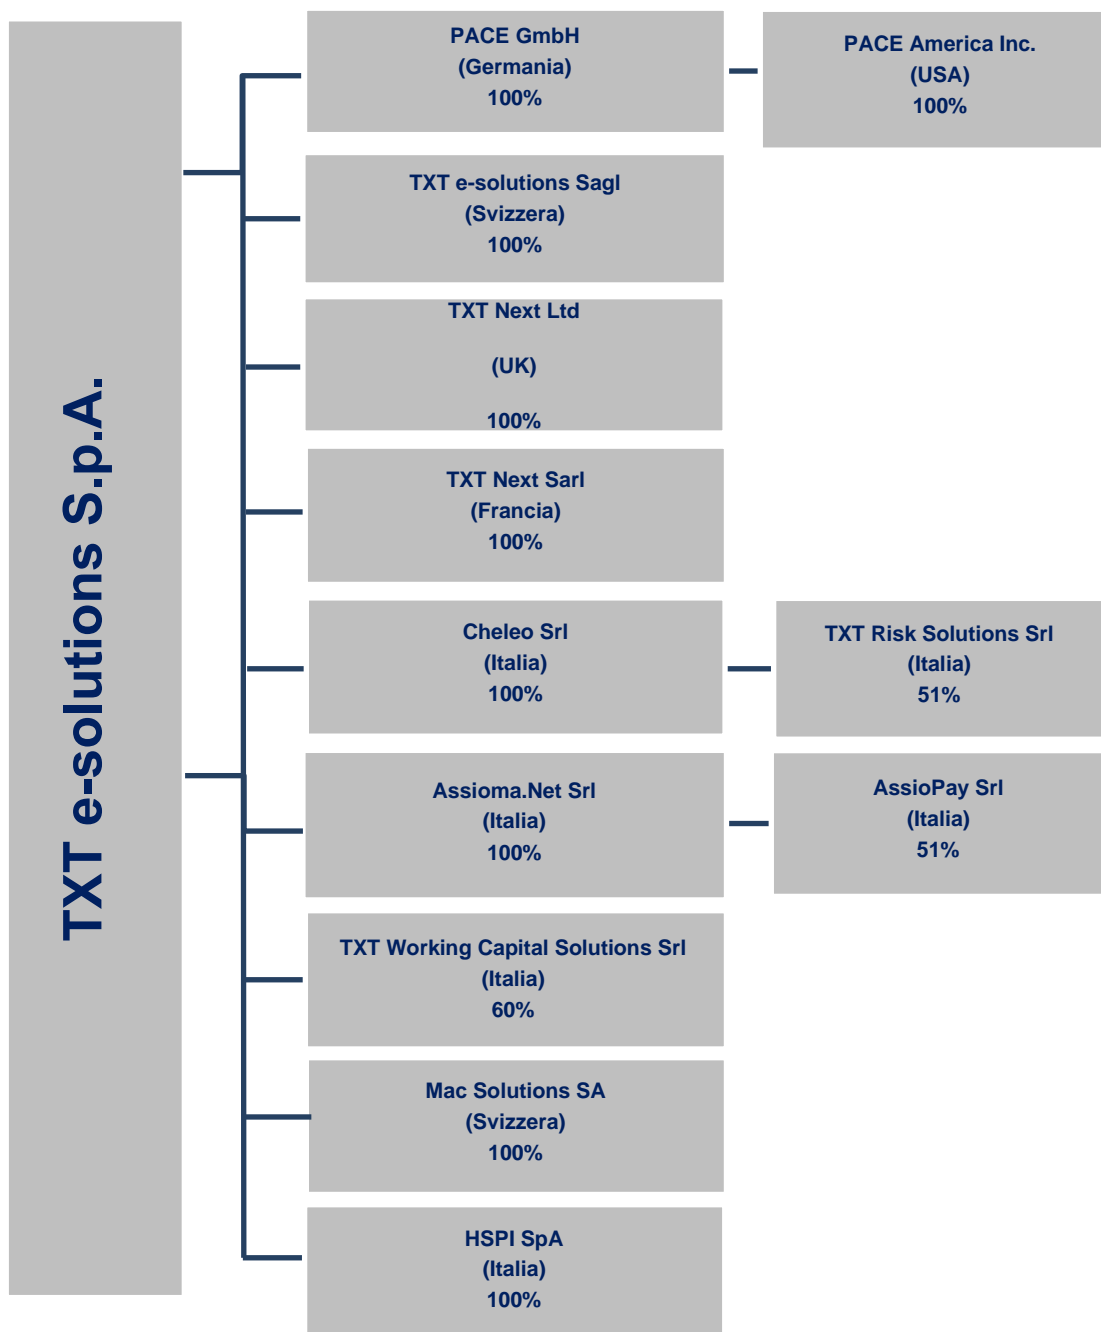 TXT e-solutions S.p.A.
PACE GmbH
(Germania)
100%
PACE America Inc.
(USA)
100%
TXT e-solutions Sagl
(Svizzera)
100%
TXT Next Ltd
(UK)
100%
TXT Next Sarl
(Francia)
100%
Cheleo Srl
(Italia)
100%
TXT Risk Solutions Srl
(Italia)
51%
Assioma.Net Srl
(Italia)
100%
AssioPay Srl
(Italia)
51%
TXT Working Capital Solutions Srl
(Italia)
60%
Mac Solutions SA
(Svizzera)
100%
HSPI SpA
(Italia)
100%